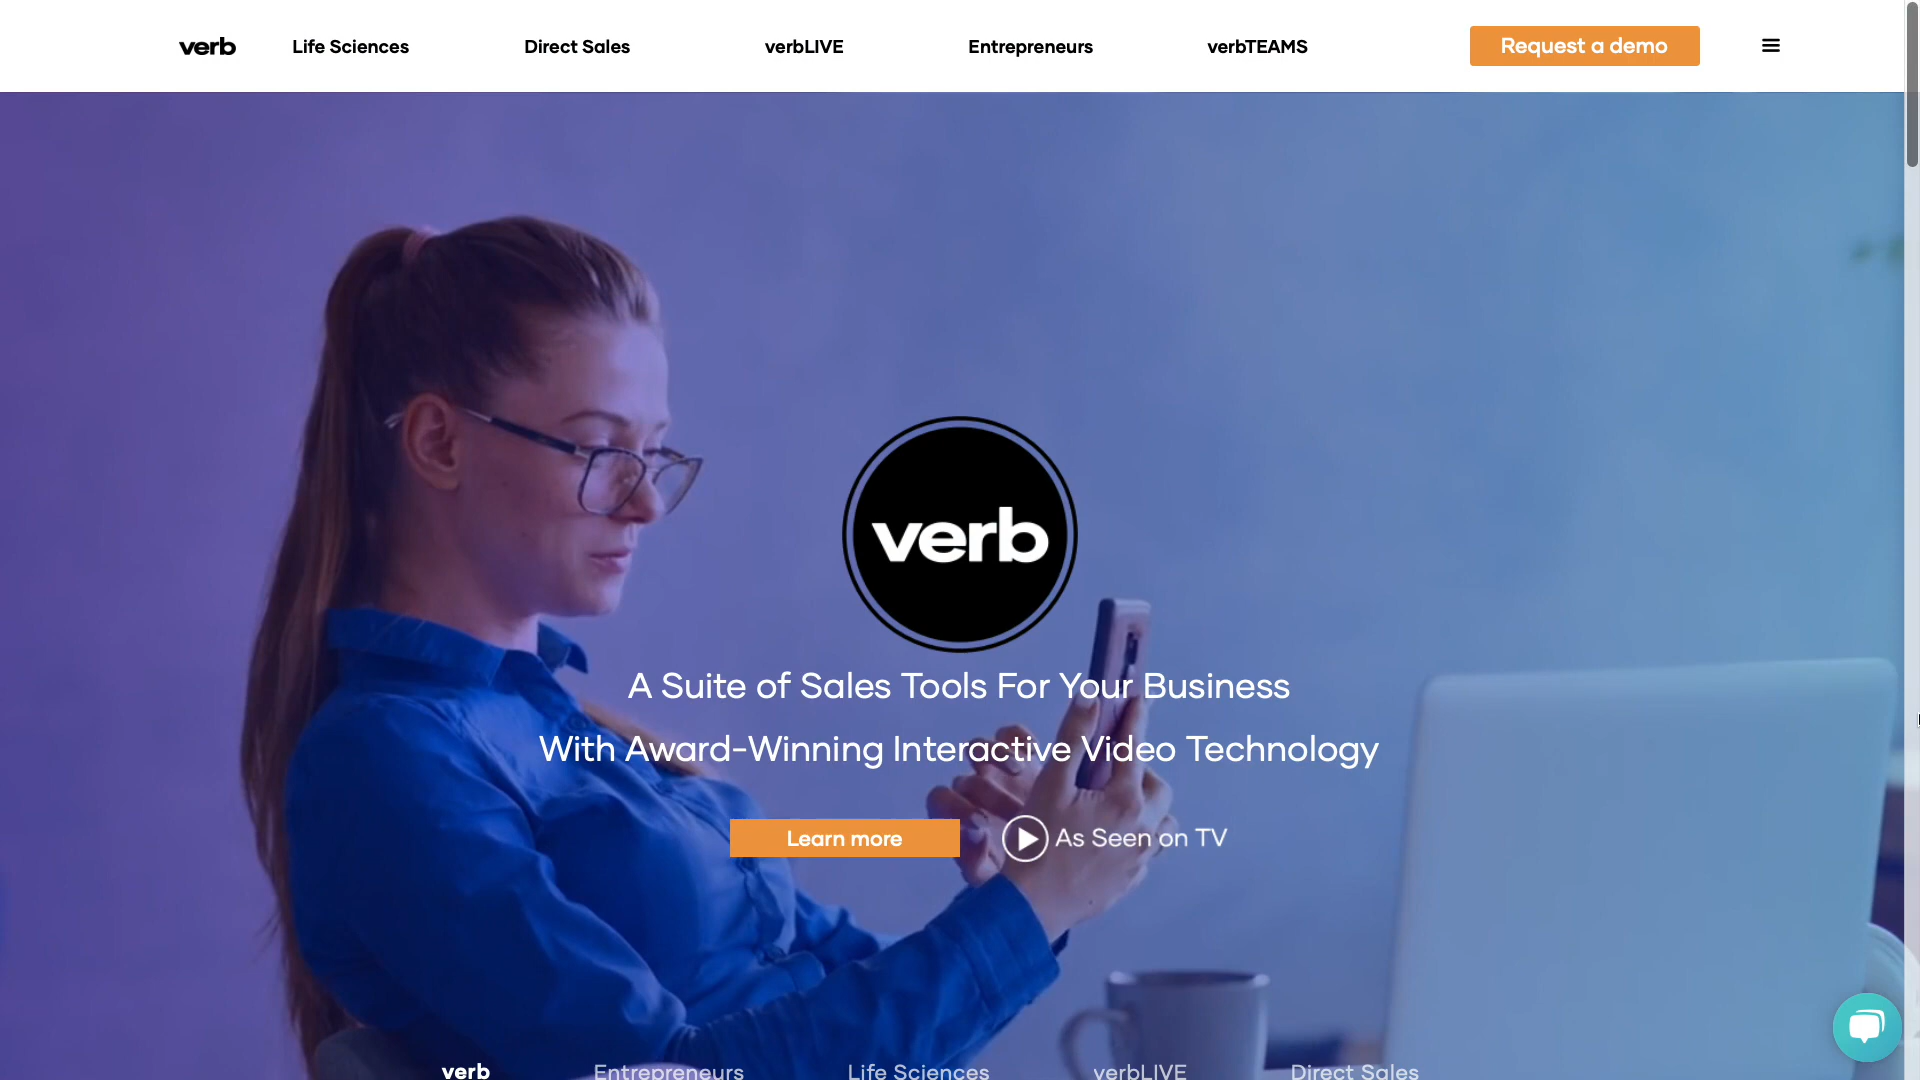 verb
Life Sciences
Direct Sales
verbLIVE
Entrepreneurs
verbTEAMS
Request a demo
verb
A Suite of Sales Tools For Your Business
With Award-Winning Interactive Video Technology
Learn more
As Seen on TV
verb
Entrepreneurs
Life Sciences
verbLIVE
Direct Sales